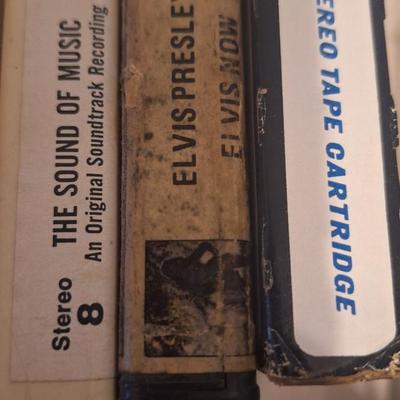 THE SOUND OF MUSIC
An Original Soundtrack Recording
Stereo
8
ELVIS PRESLEY
ELVIS NOW
STEREO TAPE CARTRIDGE